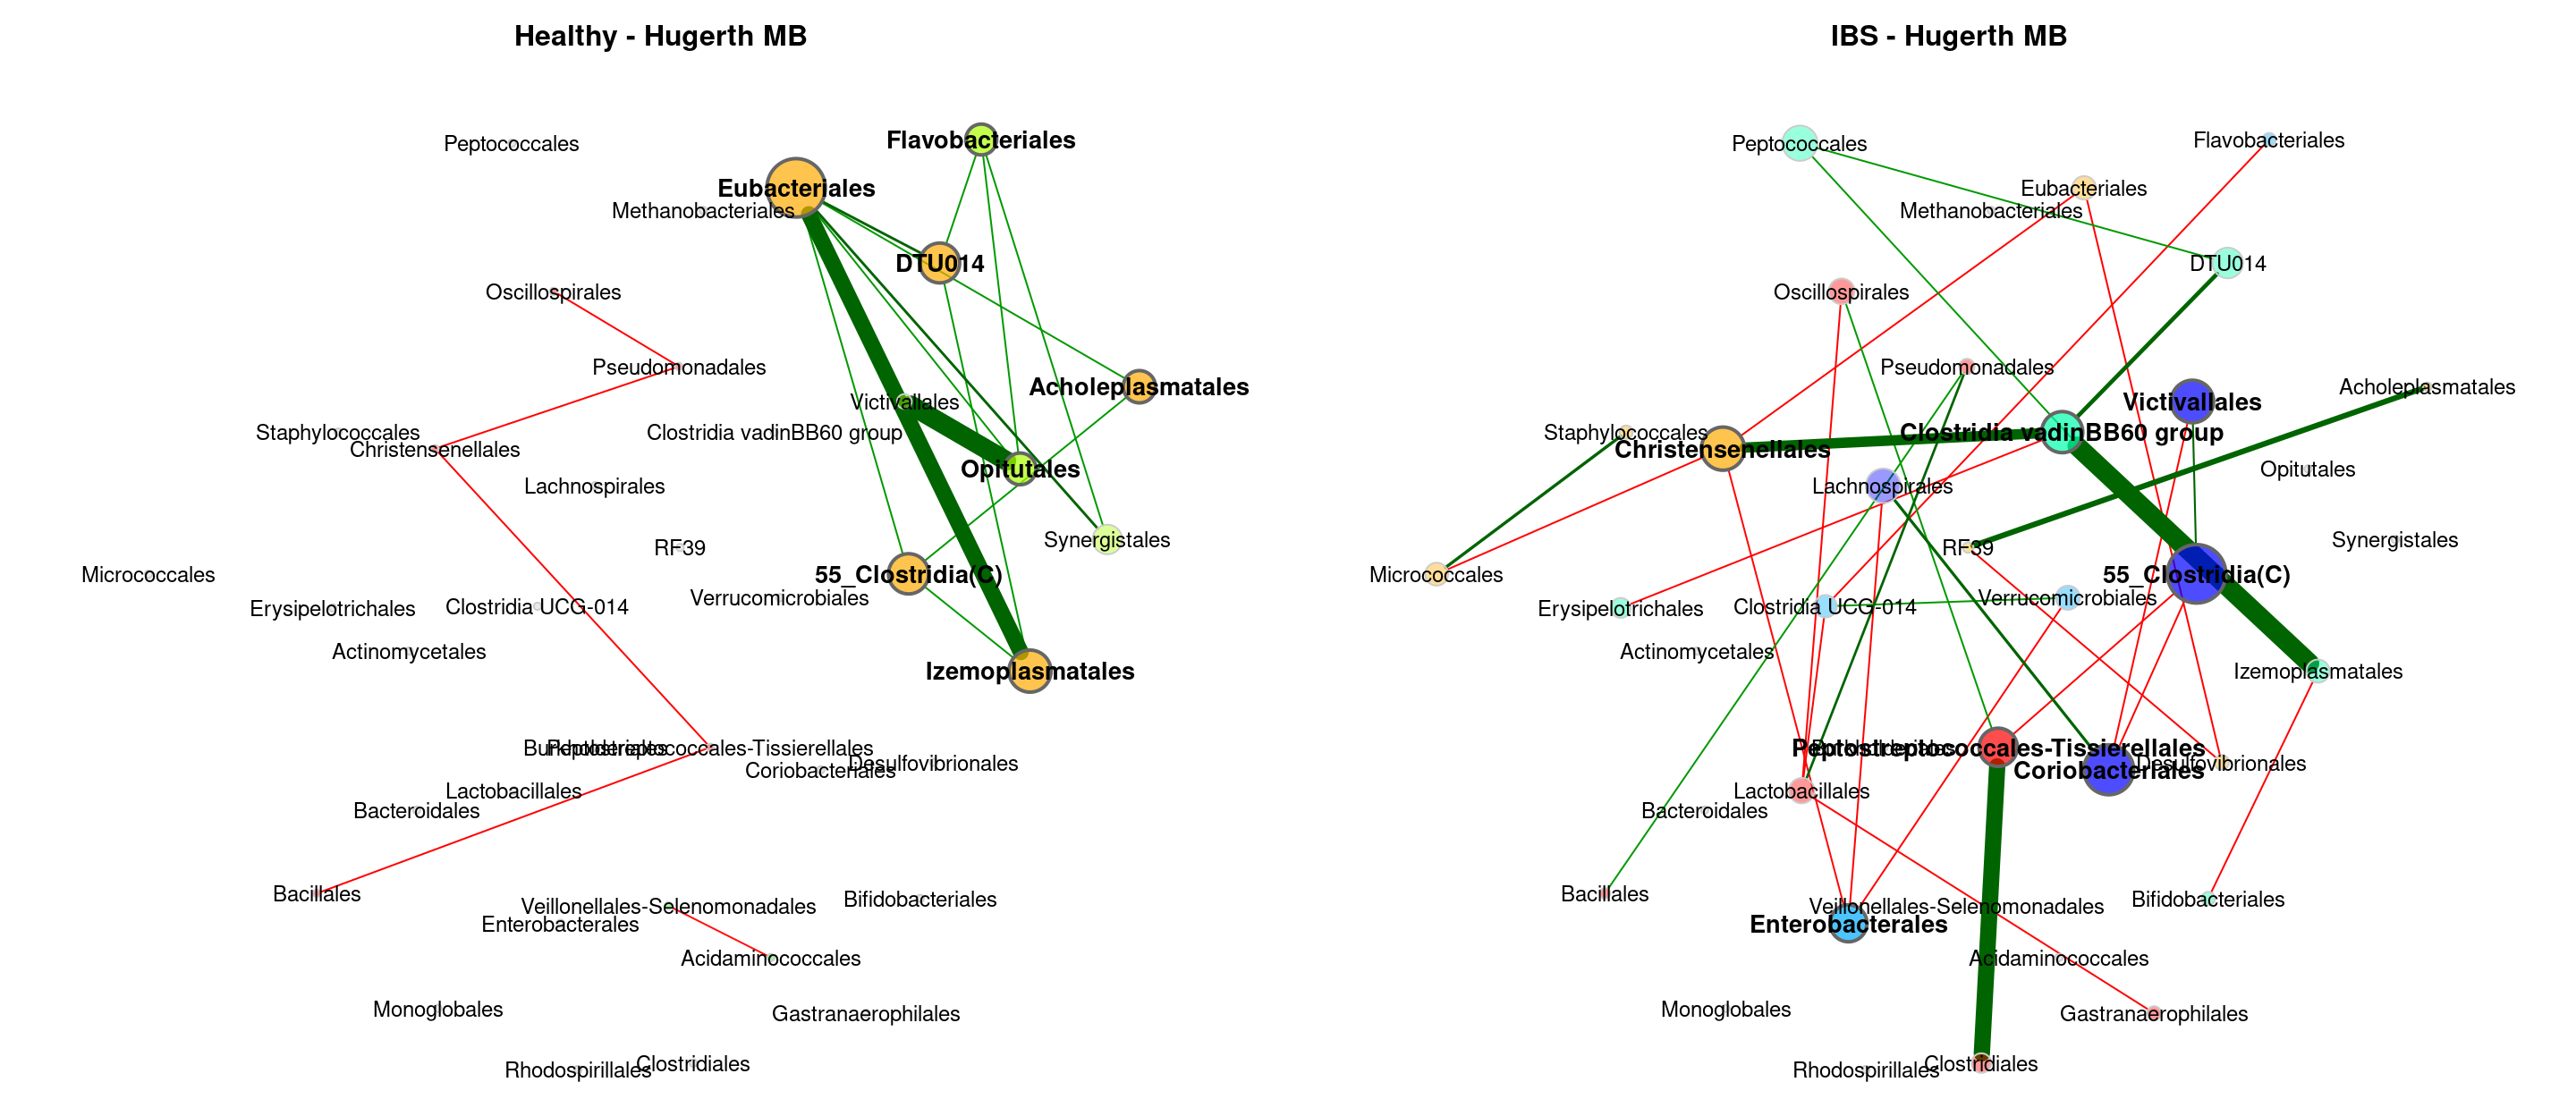 Healthy - Hugerth MB
Peptococcales
Flavobacteriales
Eubacteriales
Methanobacteriales
DTU014
Oscillospirales
Pseudomonadales
Acholeplasmatales
Victivallales
Staphylococcales
Clostridia vadinBB60 group
Christensenellales
Opitutales
Lachnospirales
Synergistales
RF39
Micrococcales
55_Clostridia(C)
Verrucomicrobiales
Erysipelotrichales
Clostridia UCG-014
Actinomycetales
Izemoplasmatales
Burkholderiales
Peptostreptococcales-Tissierellales
Desulfovibrionales
Coriobacteriales
Lactobacillales
Bacteroidales
Bacillales
Bifidobacteriales
Veillonellales-Selenomonadales
Enterobacterales
Acidaminococcales
Monoglobales
Gastranaerophilales
Clostridiales
Rhodospirillales
IBS - Hugerth MB
Peptococcales
Flavobacteriales
Eubacteriales
Methanobacteriales
DTU014
Oscillospirales
Pseudomonadales
Acholeplasmatales
Victivallales
Staphylococcales
Clostridia vadinBB60 group
Christensenellales
Opitutales
Lachnospirales
Synergistales
RF39
Micrococcales
55_Clostridia(C)
Verrucomicrobiales
Erysipelotrichales
Clostridia UCG-014
Actinomycetales
Izemoplasmatales
Burkholderiales
Peptostreptococcales-Tissierellales
Desulfovibrionales
Coriobacteriales
Lactobacillales
Bacteroidales
Bacillales
Bifidobacteriales
Veillonellales-Selenomonadales
Enterobacterales
Acidaminococcales
Monoglobales
Gastranaerophilales
Clostridiales
Rhodospirillales